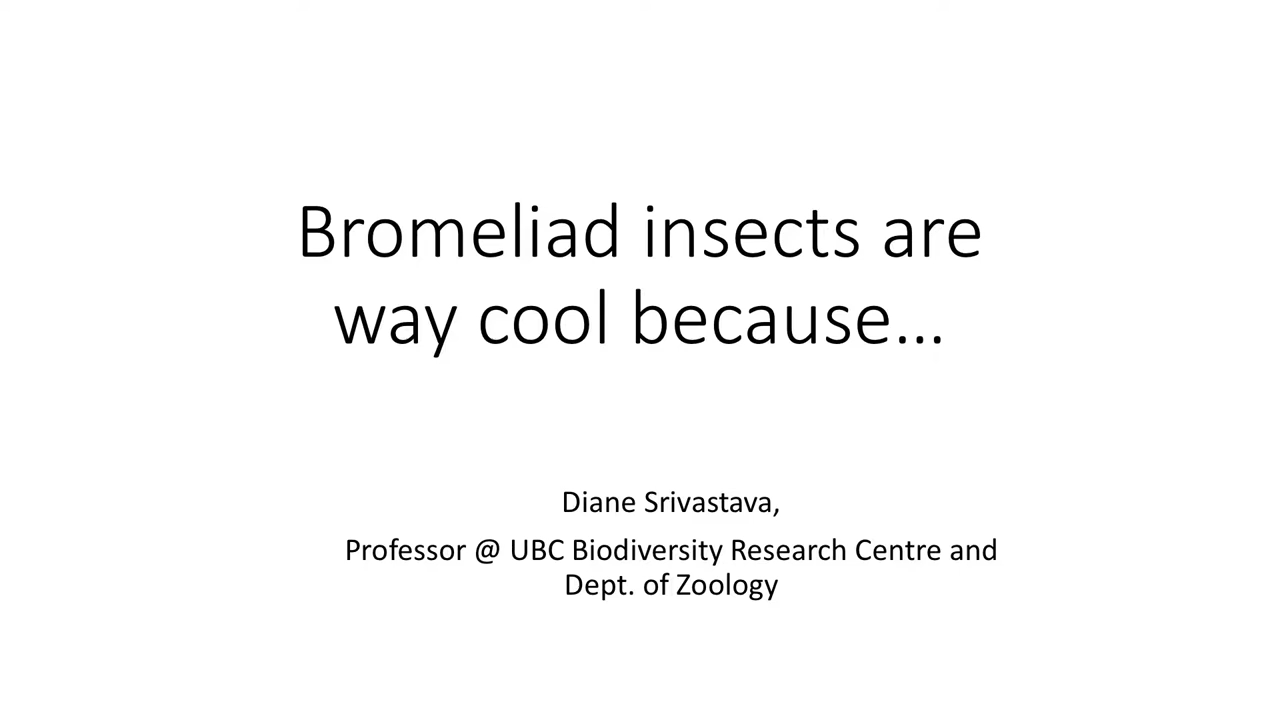 Bromeliad insects are
way cool because...
Diane Srivastava,
Professor @ UBC Biodiversity Research Centre and
Dept. of Zoology